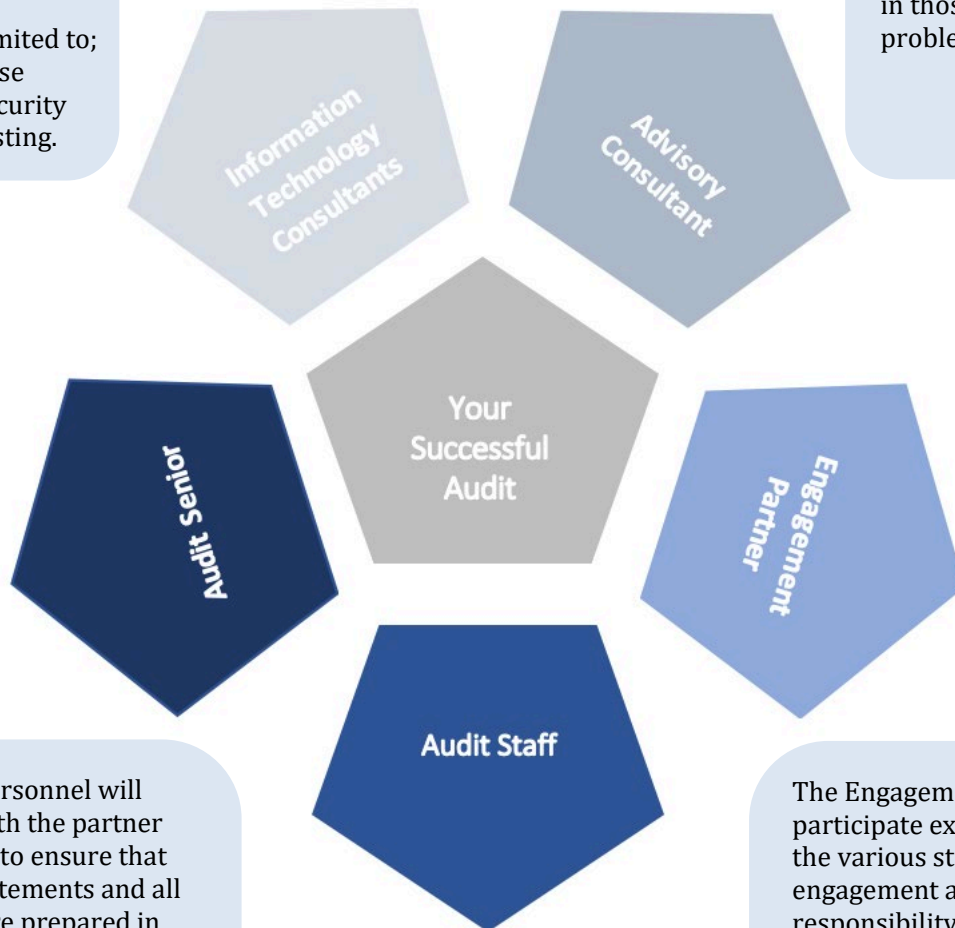 mited to;
se
curity
sting.
in thos
proble
Information
Technology
Consultants
Advisory
Consultant
Your
Successful
Audit
Audit Senior
Engagement
Partner
Audit Staff
rsonnel will
th the partner
to ensure that
tements and all
e prepared in
The Engagem
participate ex
the various st
engagement a
responsibility